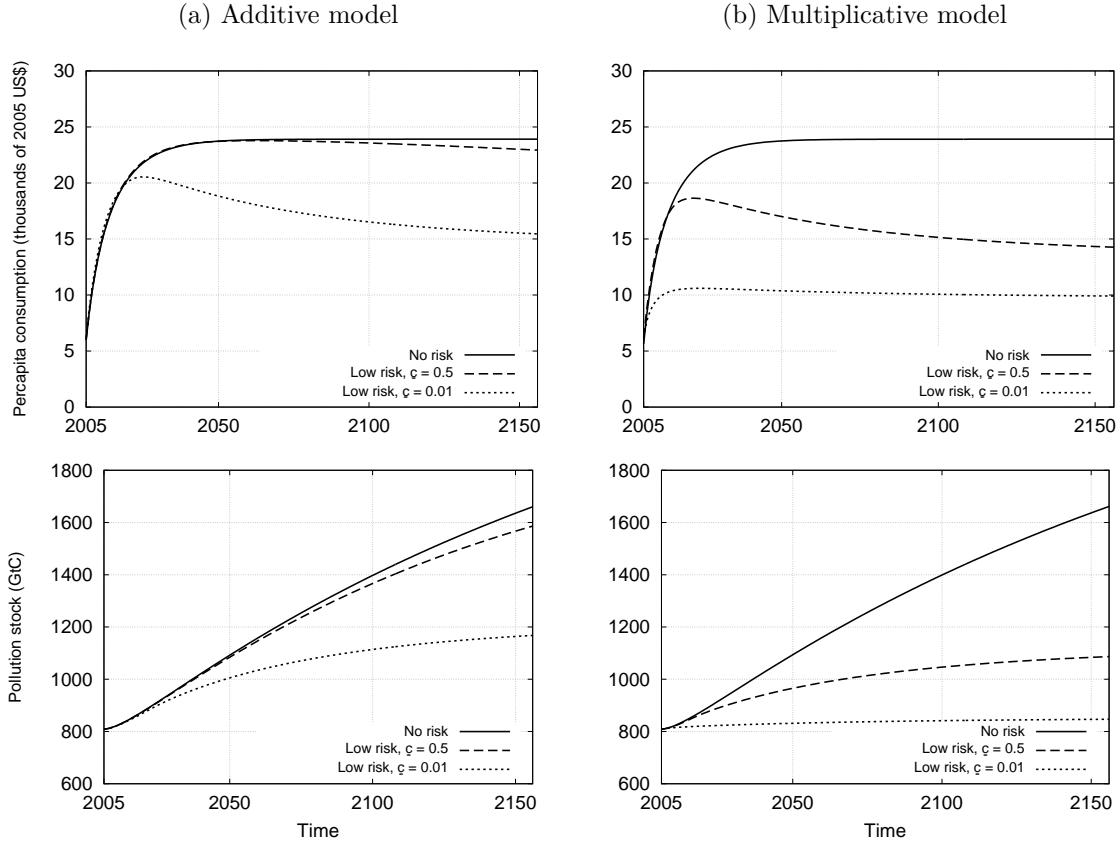 (a) Additive model
(b) Multiplicative model
Percapita consumption (thousands of 2005 US$)
30
25
20
15
10
5
0
2005 2050 2100 2150
No risk
Low risk, c̲ = 0.5
Low risk, c̲ = 0.01
30
25
20
15
10
5
0
2005 2050 2100 2150
No risk
Low risk, c̲ = 0.5
Low risk, c̲ = 0.01
Pollution stock (GtC)
1800
1600
1400
1200
1000
800
600
2005 2050 2100 2150
Time
No risk
Low risk, c̲ = 0.5
Low risk, c̲ = 0.01
1800
1600
1400
1200
1000
800
600
2005 2050 2100 2150
Time
No risk
Low risk, c̲ = 0.5
Low risk, c̲ = 0.01